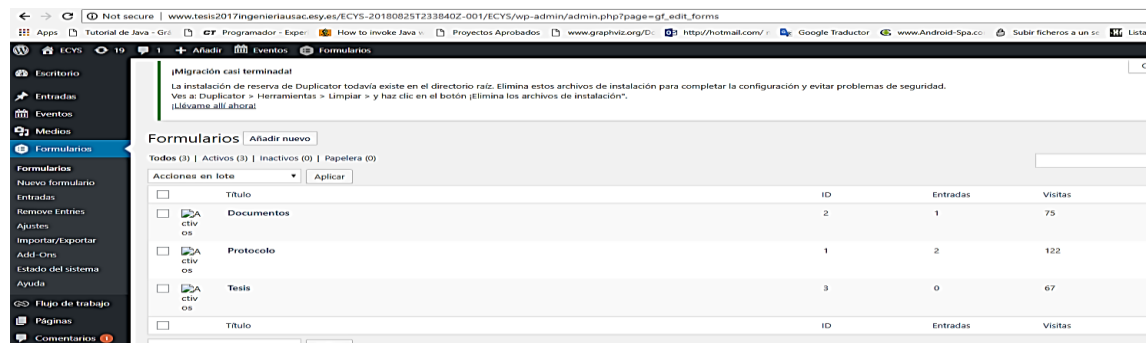 Not secure | www.tesis2017ingenieriausac.esy.es/ECYS-20180825T233840Z-001/ECYS/wp-admin/admin.php?page=gf_edit_forms
Apps Tutorial de Java - Gra GT Programador - Exper How to invoke Java Proyectos Aprobados www.graphviz.org/Dc http://hotmail.com/ Google Traductor www.Android-Spa.co Subir ficheros a un se Lista
ECYS 19 1 + Añadir Eventos Formularios
Escritorio
Entradas
Eventos
Medios
Formularios
Formularios
Nuevo formulario
Entradas
Remove Entries
Ajustes
Importar/Exportar
Add-Ons
Estado del sistema
Ayuda
Flujo de trabajo
Páginas
Comentarios 1
¡Migración casi terminada!
La instalación de reserva de Duplicator todavía existe en el directorio raíz. Elimina estos archivos de instalación para completar la configuración y evitar problemas de seguridad.
Ves a: Duplicator > Herramientas > Limpiar > y haz clic en el botón ¡Elimina los archivos de instalación".
¡Llévame allí ahora!
Formularios Añadir nuevo
Todos (3) | Activos (3) | Inactivos (0) | Papelera (0)
Acciones en lote Aplicar
Título ID Entradas Visitas
Activos Documentos 2 1 75
Activos Protocolo 1 2 122
Activos Tesis 3 0 67
Título ID Entradas Visitas